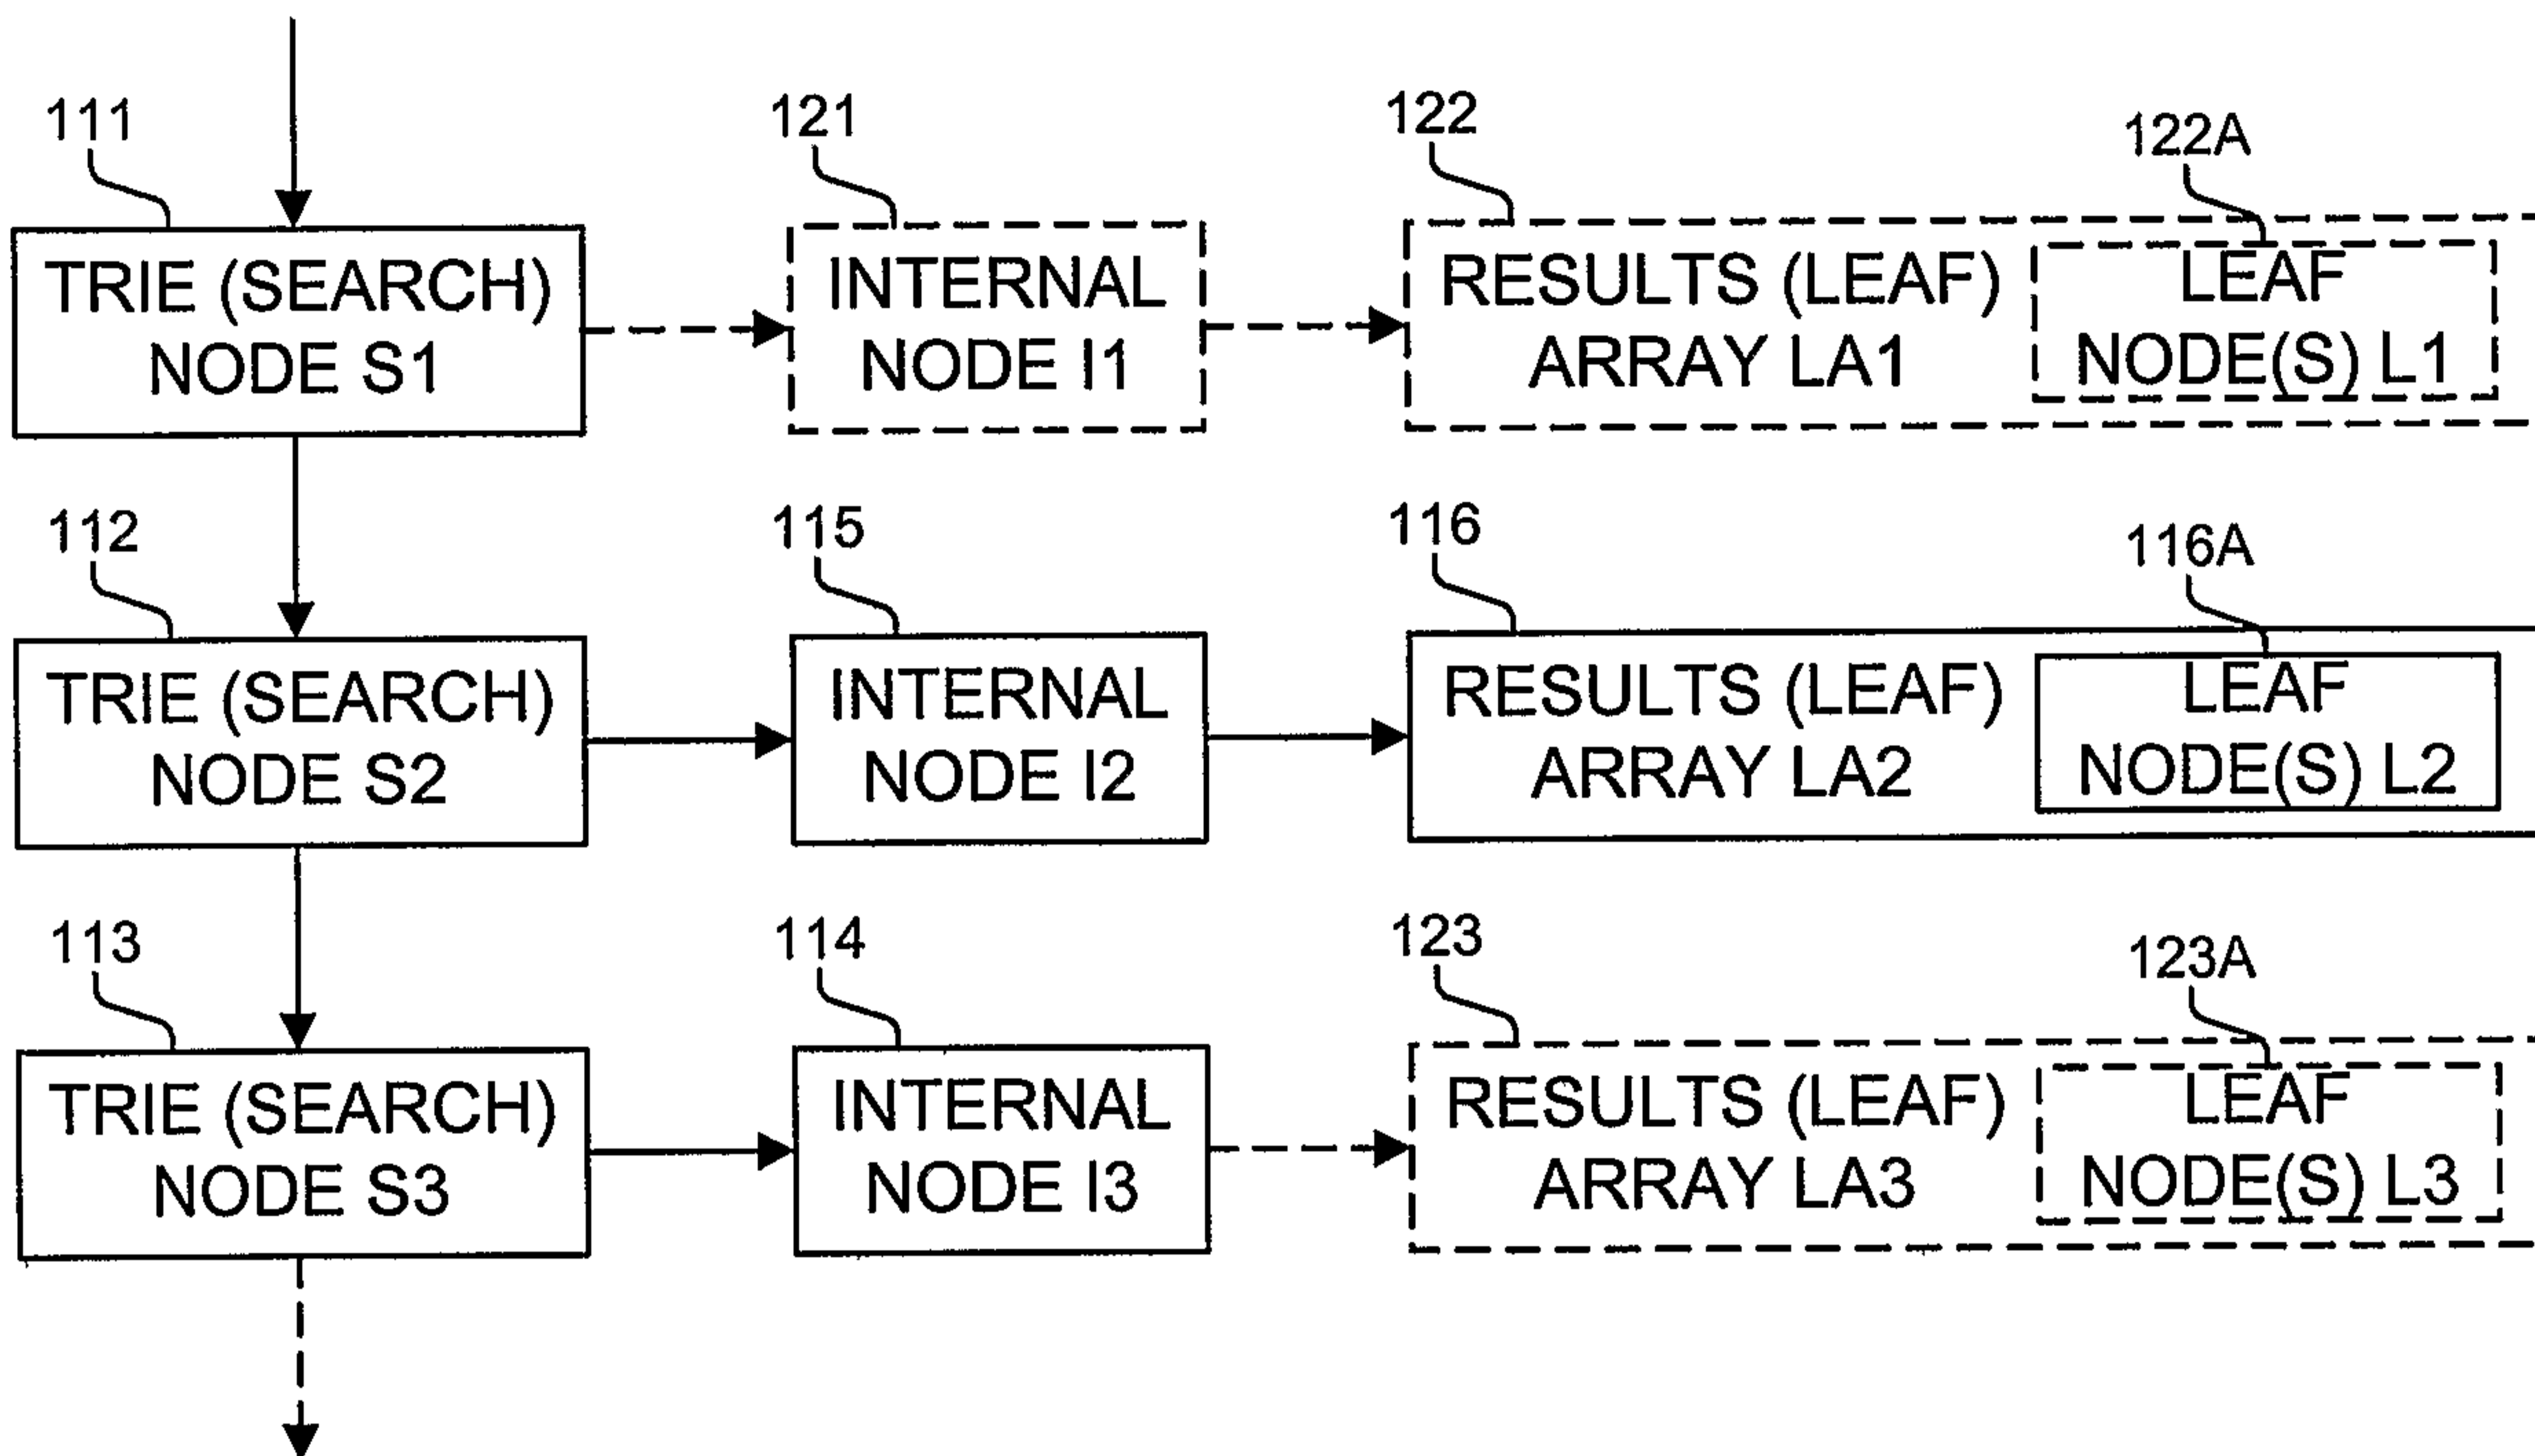 111
121
122
122A
TRIE (SEARCH)
NODE S1
INTERNAL
NODE I1
RESULTS (LEAF)
ARRAY LA1
LEAF
NODE(S) L1
112
115
116
116A
TRIE (SEARCH)
NODE S2
INTERNAL
NODE I2
RESULTS (LEAF)
ARRAY LA2
LEAF
NODE(S) L2
113
114
123
123A
TRIE (SEARCH)
NODE S3
INTERNAL
NODE I3
RESULTS (LEAF)
ARRAY LA3
LEAF
NODE(S) L3